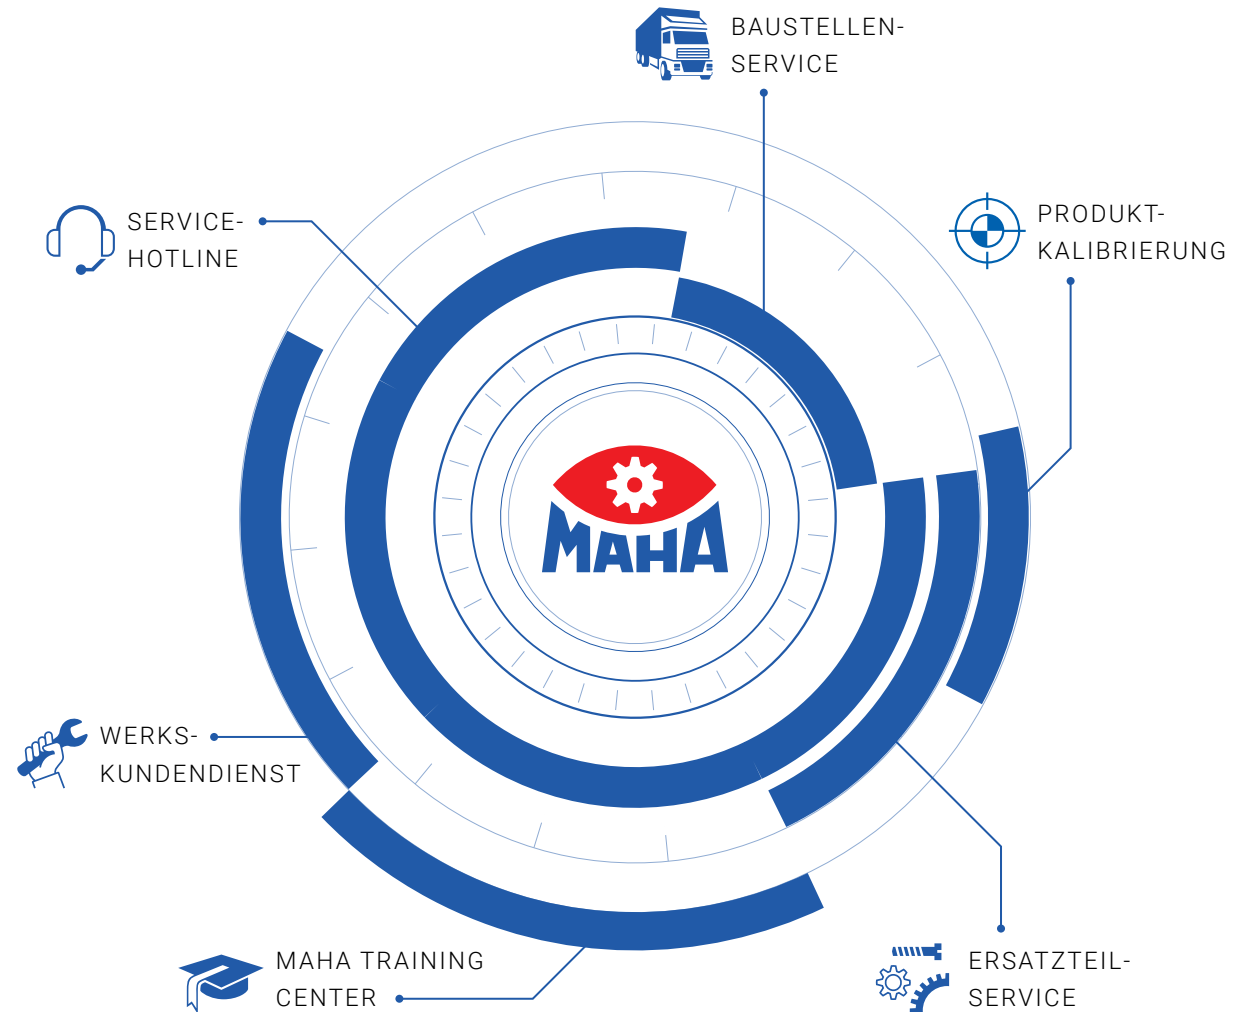 BAUSTELLEN-
SERVICE
SERVICE-
HOTLINE
PRODUKT-
KALIBRIERUNG
MAHA
WERKS-
KUNDENDIENST
MAHA TRAINING
CENTER
ERSATZTEIL-
SERVICE